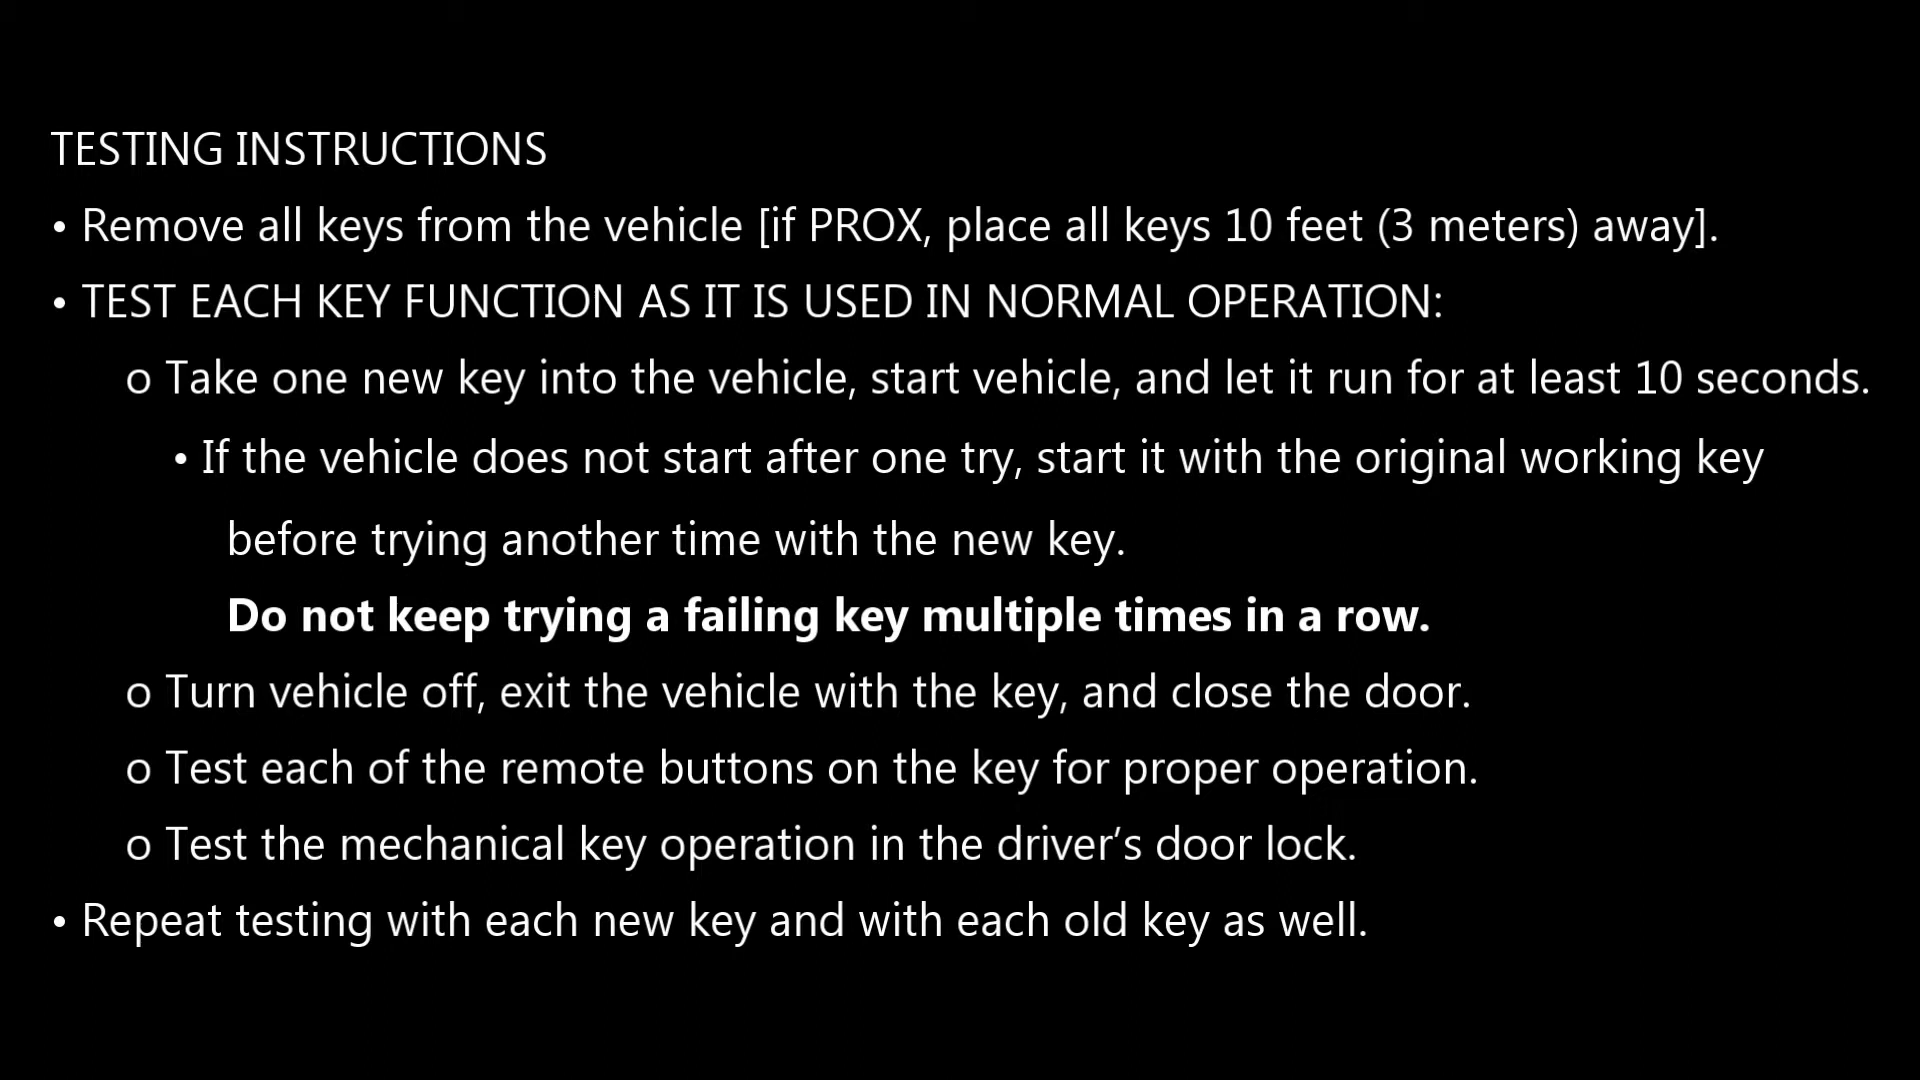 TESTING INSTRUCTIONS
• Remove all keys from the vehicle [if PROX, place all keys 10 feet (3 meters) away].
• TEST EACH KEY FUNCTION AS IT IS USED IN NORMAL OPERATION:
o Take one new key into the vehicle, start vehicle, and let it run for at least 10 seconds.
• If the vehicle does not start after one try, start it with the original working key
before trying another time with the new key.
Do not keep trying a failing key multiple times in a row.
o Turn vehicle off, exit the vehicle with the key, and close the door.
o Test each of the remote buttons on the key for proper operation.
o Test the mechanical key operation in the driver’s door lock.
• Repeat testing with each new key and with each old key as well.